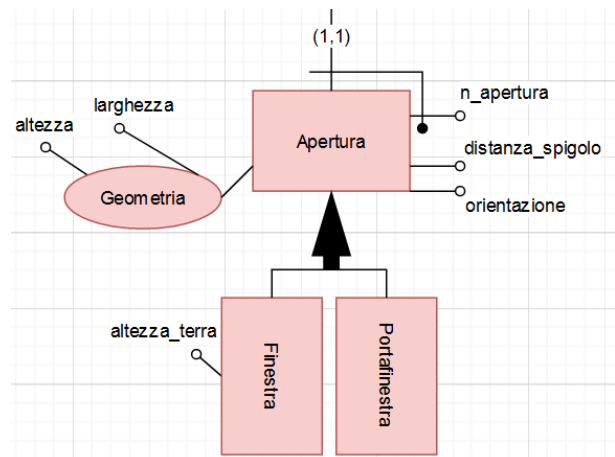 (1,1)
n_apertura
larghezza
altezza
Apertura
distanza_spigolo
Geometria
orientazione
altezza_terra
Finestra
Portafinestra